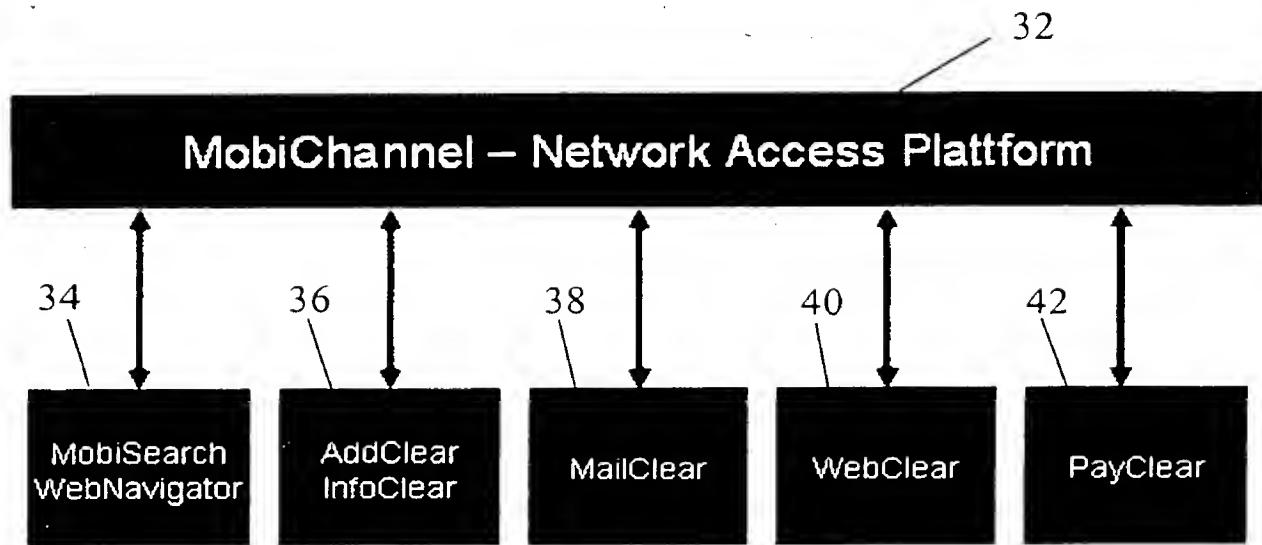 32
MobiChannel – Network Access Plattform
34
36
38
40
42
MobiSearch
WebNavigator
AddClear
InfoClear
MailClear
WebClear
PayClear